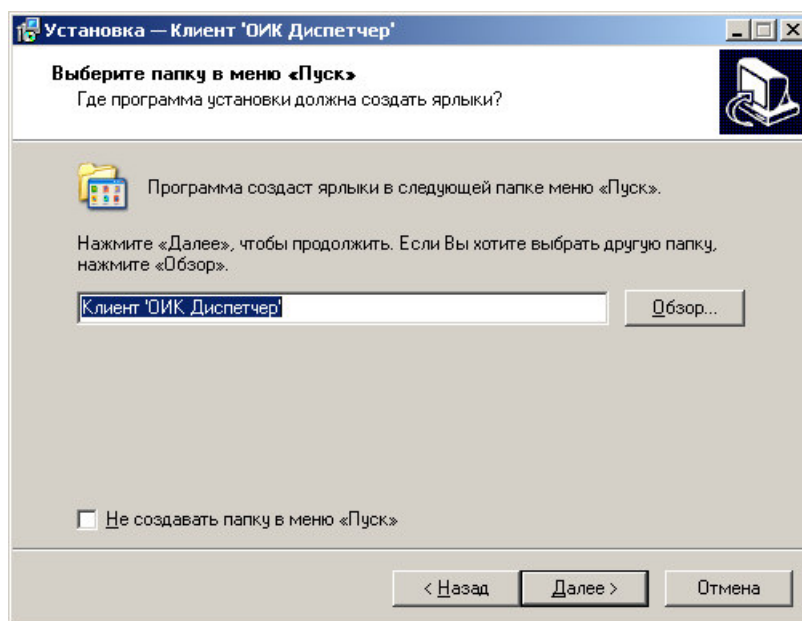 Установка — Клиент 'ОИК Диспетчер'
Выберите папку в меню «Пуск»
Где программа установки должна создать ярлыки?
Программа создаст ярлыки в следующей папке меню «Пуск».
Нажмите «Далее», чтобы продолжить. Если Вы хотите выбрать другую папку,
нажмите «Обзор».
Клиент 'ОИК Диспетчер'
Обзор...
Не создавать папку в меню «Пуск»
< Назад
Далее >
Отмена